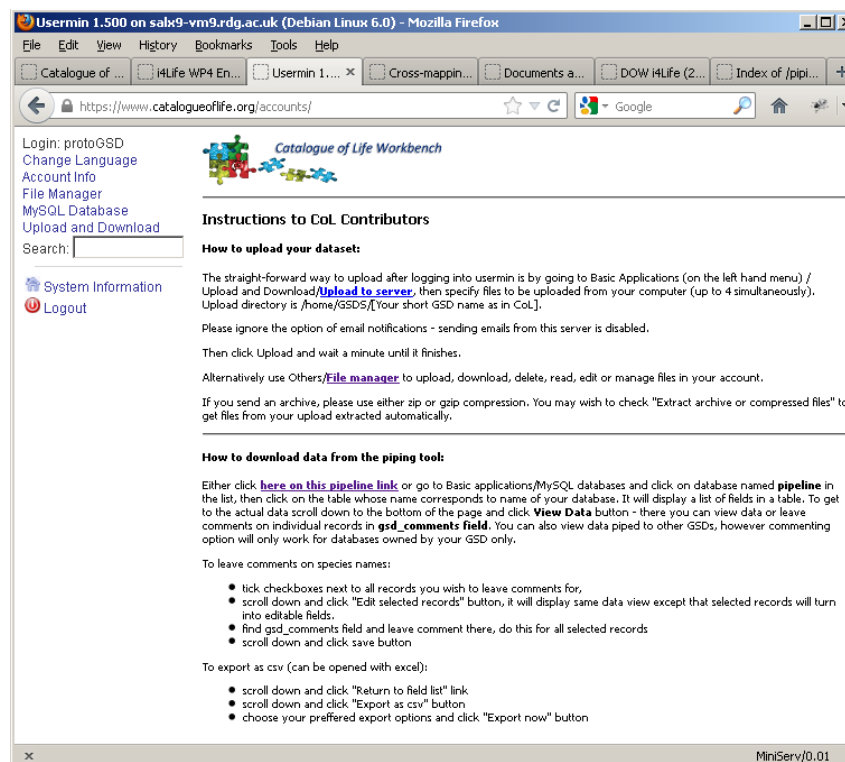 Usermin 1.500 on salx9-vm9.rdg.ac.uk (Debian Linux 6.0) - Mozilla Firefox
File Edit View History Bookmarks Tools Help
Catalogue of ... i4Life WP4 En... Usermin 1.... × Cross-mappin... Documents a... DOW i4Life (2... Index of /pipi... +
https://www.catalogueoflife.org/accounts/ Google
Login: protoGSD
Change Language
Account Info
File Manager
MySQL Database
Upload and Download
Search:
System Information
Logout
Catalogue of Life Workbench
Instructions to CoL Contributors
How to upload your dataset:
The straight-forward way to upload after logging into usermin is by going to Basic Applications (on the left hand menu) /
Upload and Download/Upload to server, then specify files to be uploaded from your computer (up to 4 simultaneously).
Upload directory is /home/GSDS/[Your short GSD name as in CoL].
Please ignore the option of email notifications - sending emails from this server is disabled.
Then click Upload and wait a minute until it finishes.
Alternatively use Others/File manager to upload, download, delete, read, edit or manage files in your account.
If you send an archive, please use either zip or gzip compression. You may wish to check "Extract archive or compressed files" to
get files from your upload extracted automatically.
How to download data from the piping tool:
Either click here on this pipeline link or go to Basic applications/MySQL databases and click on database named pipeline in
the list, then click on the table whose name corresponds to name of your database. It will display a list of fields in a table. To get
to the actual data scroll down to the bottom of the page and click View Data button - there you can view data or leave
comments on individual records in gsd_comments field. You can also view data piped to other GSDs, however commenting
option will only work for databases owned by your GSD only.
To leave comments on species names:
● tick checkboxes next to all records you wish to leave comments for,
● scroll down and click "Edit selected records" button, it will display same data view except that selected records will turn
into editable fields.
● find gsd_comments field and leave comment there, do this for all selected records
● scroll down and click save button
To export as csv (can be opened with excel):
● scroll down and click "Return to field list" link
● scroll down and click "Export as csv" button
● choose your preffered export options and click "Export now" button
× MiniServ/0.01